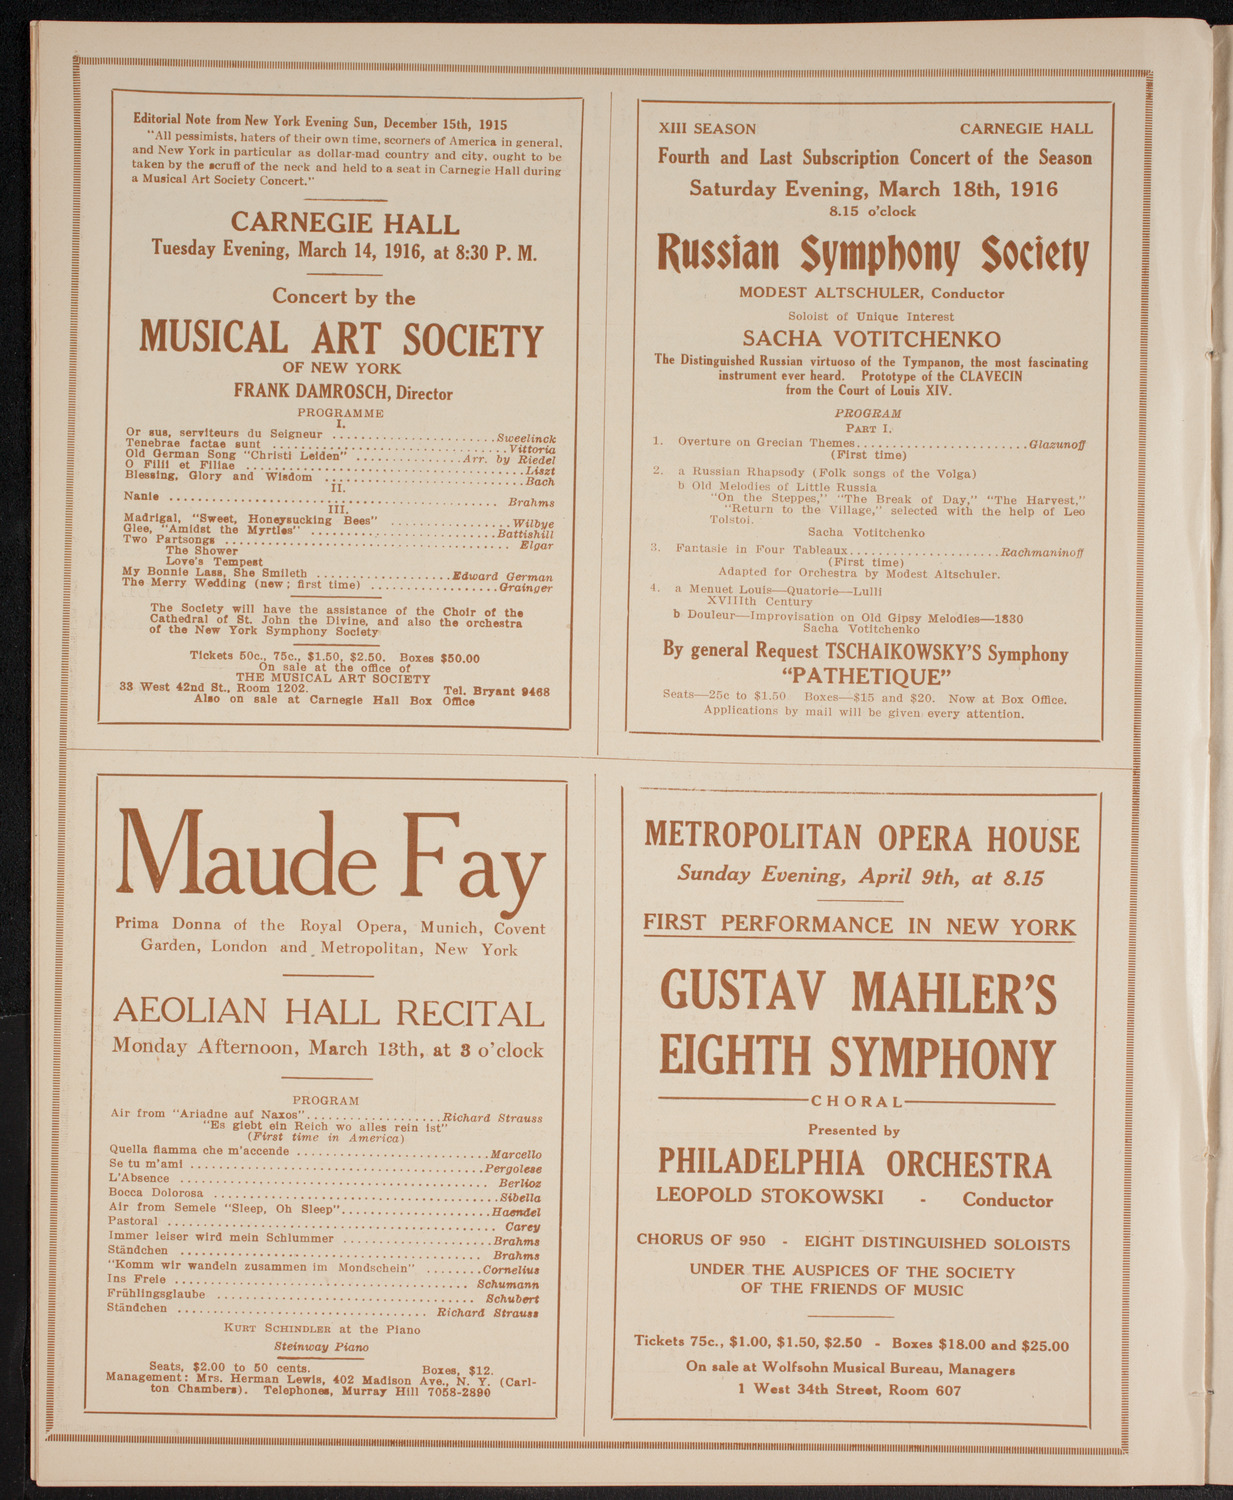 Editorial Note from New York Evening Sun, December 15th, 1915
"All pessimists, haters of their own time, scorners of America in general,
and New York in particular as dollar-mad country and city, ought to be
taken by the scruff of the neck and held to a seat in Carnegie Hall during
a Musical Art Society Concert."
CARNEGIE HALL
Tuesday Evening, March 14, 1916, at 8:30 P. M.
Concert by the
MUSICAL ART SOCIETY
OF NEW YORK
FRANK DAMROSCH, Director
PROGRAMME
I.
Or sus, serviteurs du Seigneur ........................Sweelinck
Tenebrae factae sunt ..................................Vittoria
Old German Song "Christi Leiden" ................Arr. by Riedel
O Filii et Filiae ......................................Liszt
Blessing, Glory and Wisdom .............................Bach
II.
Nanie .................................................. Brahms
III.
Madrigal, "Sweet, Honeysucking Bees" .................Wilbye
Glee, "Amidst the Myrtles" ..........................Battishill
Two Partsongs ........................................ Elgar
The Shower
Love's Tempest
My Bonnie Lass, She Smileth ...................Edward German
The Merry Wedding (new; first time) ..................Grainger
The Society will have the assistance of the Choir of the
Cathedral of St. John the Divine, and also the orchestra
of the New York Symphony Society
Tickets 50c., 75c., $1.50, $2.50. Boxes $50.00
On sale at the office of
THE MUSICAL ART SOCIETY
33 West 42nd St., Room 1202. Tel. Bryant 9468
Also on sale at Carnegie Hall Box Office
XIII SEASON CARNEGIE HALL
Fourth and Last Subscription Concert of the Season
Saturday Evening, March 18th, 1916
8.15 o'clock
Russian Symphony Society
MODEST ALTSCHULER, Conductor
Soloist of Unique Interest
SACHA VOTITCHENKO
The Distinguished Russian virtuoso of the Tympanon, the most fascinating
instrument ever heard. Prototype of the CLAVECIN
from the Court of Louis XIV.
PROGRAM
PART I.
1. Overture on Grecian Themes........................Glazunoff
(First time)
2. a Russian Rhapsody (Folk songs of the Volga)
b Old Melodies of Little Russia
"On the Steppes," "The Break of Day," "The Harvest,"
"Return to the Village," selected with the help of Leo
Tolstoi.
Sacha Votitchenko
3. Fantasie in Four Tableaux.....................Rachmaninoff
(First time)
Adapted for Orchestra by Modest Altschuler.
4. a Menuet Louis—Quatorie—Lulli
XVIIIth Century
b Douleur—Improvisation on Old Gipsy Melodies—1830
Sacha Votitchenko
By general Request TSCHAIKOWSKY'S Symphony
"PATHETIQUE"
Seats—25c to $1.50 Boxes—$15 and $20. Now at Box Office.
Applications by mail will be given every attention.
Maude Fay
Prima Donna of the Royal Opera, Munich, Covent
Garden, London and Metropolitan, New York
AEOLIAN HALL RECITAL
Monday Afternoon, March 13th, at 3 o'clock
PROGRAM
Air from "Ariadne auf Naxos"...................Richard Strauss
"Es giebt ein Reich wo alles rein ist"
(First time in America)
Quella fiamma che m'accende ...........................Marcello
Se tu m'ami .........................................Pergolese
L'Absence ........................................... Berlioz
Bocca Dolorosa .......................................Sibella
Air from Semele "Sleep, Oh Sleep".....................Haendel
Pastoral ............................................. Carey
Immer leiser wird mein Schlummer .....................Brahms
Ständchen ........................................... Brahms
"Komm wir wandeln zusammen im Mondschein" .........Cornelius
Ins Freie ........................................ Schumann
Frühlingsglaube .................................... Schubert
Ständchen ................................... Richard Strauss
KURT SCHINDLER at the Piano
Steinway Piano
Seats, $2.00 to 50 cents. Boxes, $12.
Management: Mrs. Herman Lewis, 402 Madison Ave., N. Y. (Carl-
ton Chambers). Telephones, Murray Hill 7058-2890
METROPOLITAN OPERA HOUSE
Sunday Evening, April 9th, at 8.15
FIRST PERFORMANCE IN NEW YORK
GUSTAV MAHLER'S
EIGHTH SYMPHONY
CHORAL
Presented by
PHILADELPHIA ORCHESTRA
LEOPOLD STOKOWSKI - Conductor
CHORUS OF 950 - EIGHT DISTINGUISHED SOLOISTS
UNDER THE AUSPICES OF THE SOCIETY
OF THE FRIENDS OF MUSIC
Tickets 75c., $1.00, $1.50, $2.50 - Boxes $18.00 and $25.00
On sale at Wolfsohn Musical Bureau, Managers
1 West 34th Street, Room 607